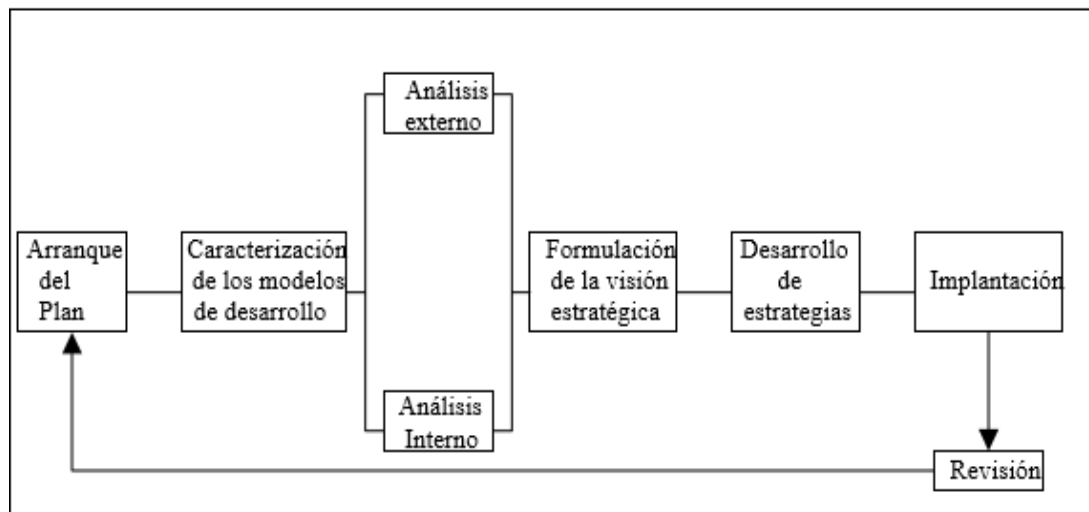 Arranque
del
Plan
Caracterización
de los modelos
de desarrollo
Análisis
externo
Análisis
Interno
Formulación
de la visión
estratégica
Desarrollo
de
estrategias
Implantación
Revisión